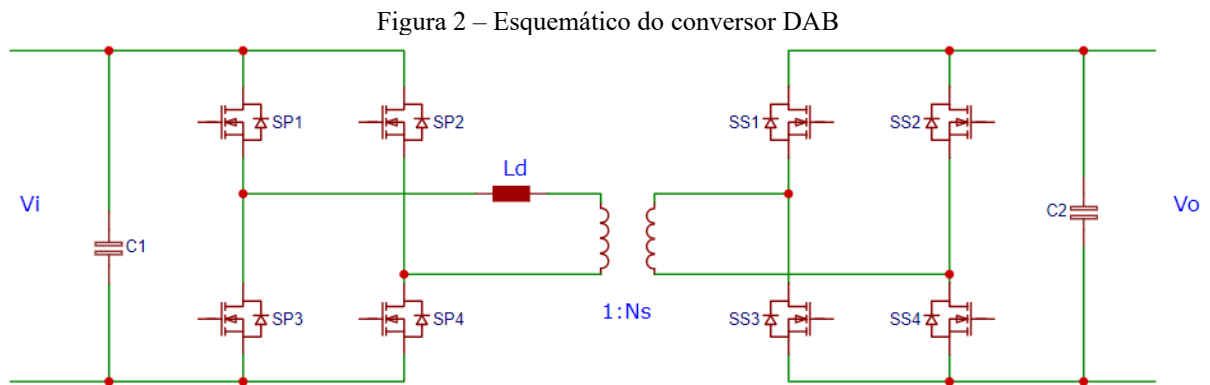 Figura 2 – Esquemático do conversor DAB
SP1
SP2
SS1
SS2
Ld
Vi
C1
C2
Vo
1:Ns
SP3
SP4
SS3
SS4